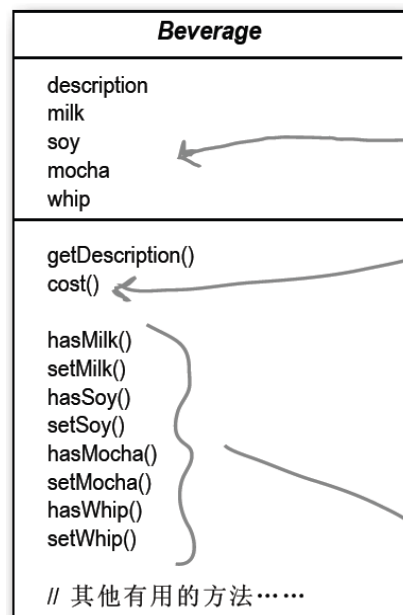 Beverage
description
milk
soy
mocha
whip
getDescription()
cost()
hasMilk()
setMilk()
hasSoy()
setSoy()
hasMocha()
setMocha()
hasWhip()
setWhip()
// 其他有用的方法……